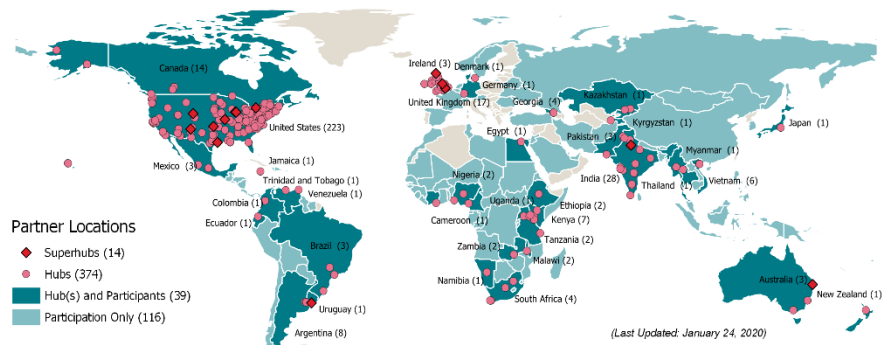 Canada (14)
United States (223)
Mexico (3)
Jamaica (1)
Trinidad and Tobago (1)
Venezuela (1)
Colombia (1)
Ecuador (1)
Brazil (3)
Uruguay (1)
Argentina (8)
Ireland (3)
Denmark (1)
Germany (1)
United Kingdom (17)
Georgia (4)
Kazakhstan (1)
Kyrgyzstan (1)
Japan (1)
Egypt (1)
Pakistan (3)
Myanmar (1)
India (28)
Thailand (1)
Vietnam (6)
Nigeria (2)
Uganda (1)
Ethiopia (2)
Cameroon (1)
Kenya (7)
Tanzania (2)
Zambia (2)
Malawi (2)
Namibia (1)
South Africa (4)
Australia (3)
New Zealand (1)
Partner Locations
Superhubs (14)
Hubs (374)
Hub(s) and Participants (39)
Participation Only (116)
(Last Updated: January 24, 2020)